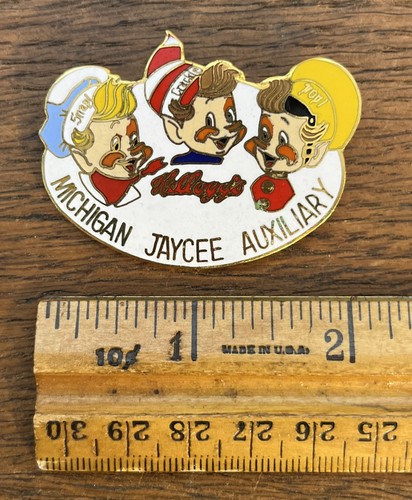 Snap!
Crackle
POP!
Kellogg's
MICHIGAN JAYCEE AUXILIARY
10¢ 1 MADE IN U.S.A. 2
30 29 28 27 26 25